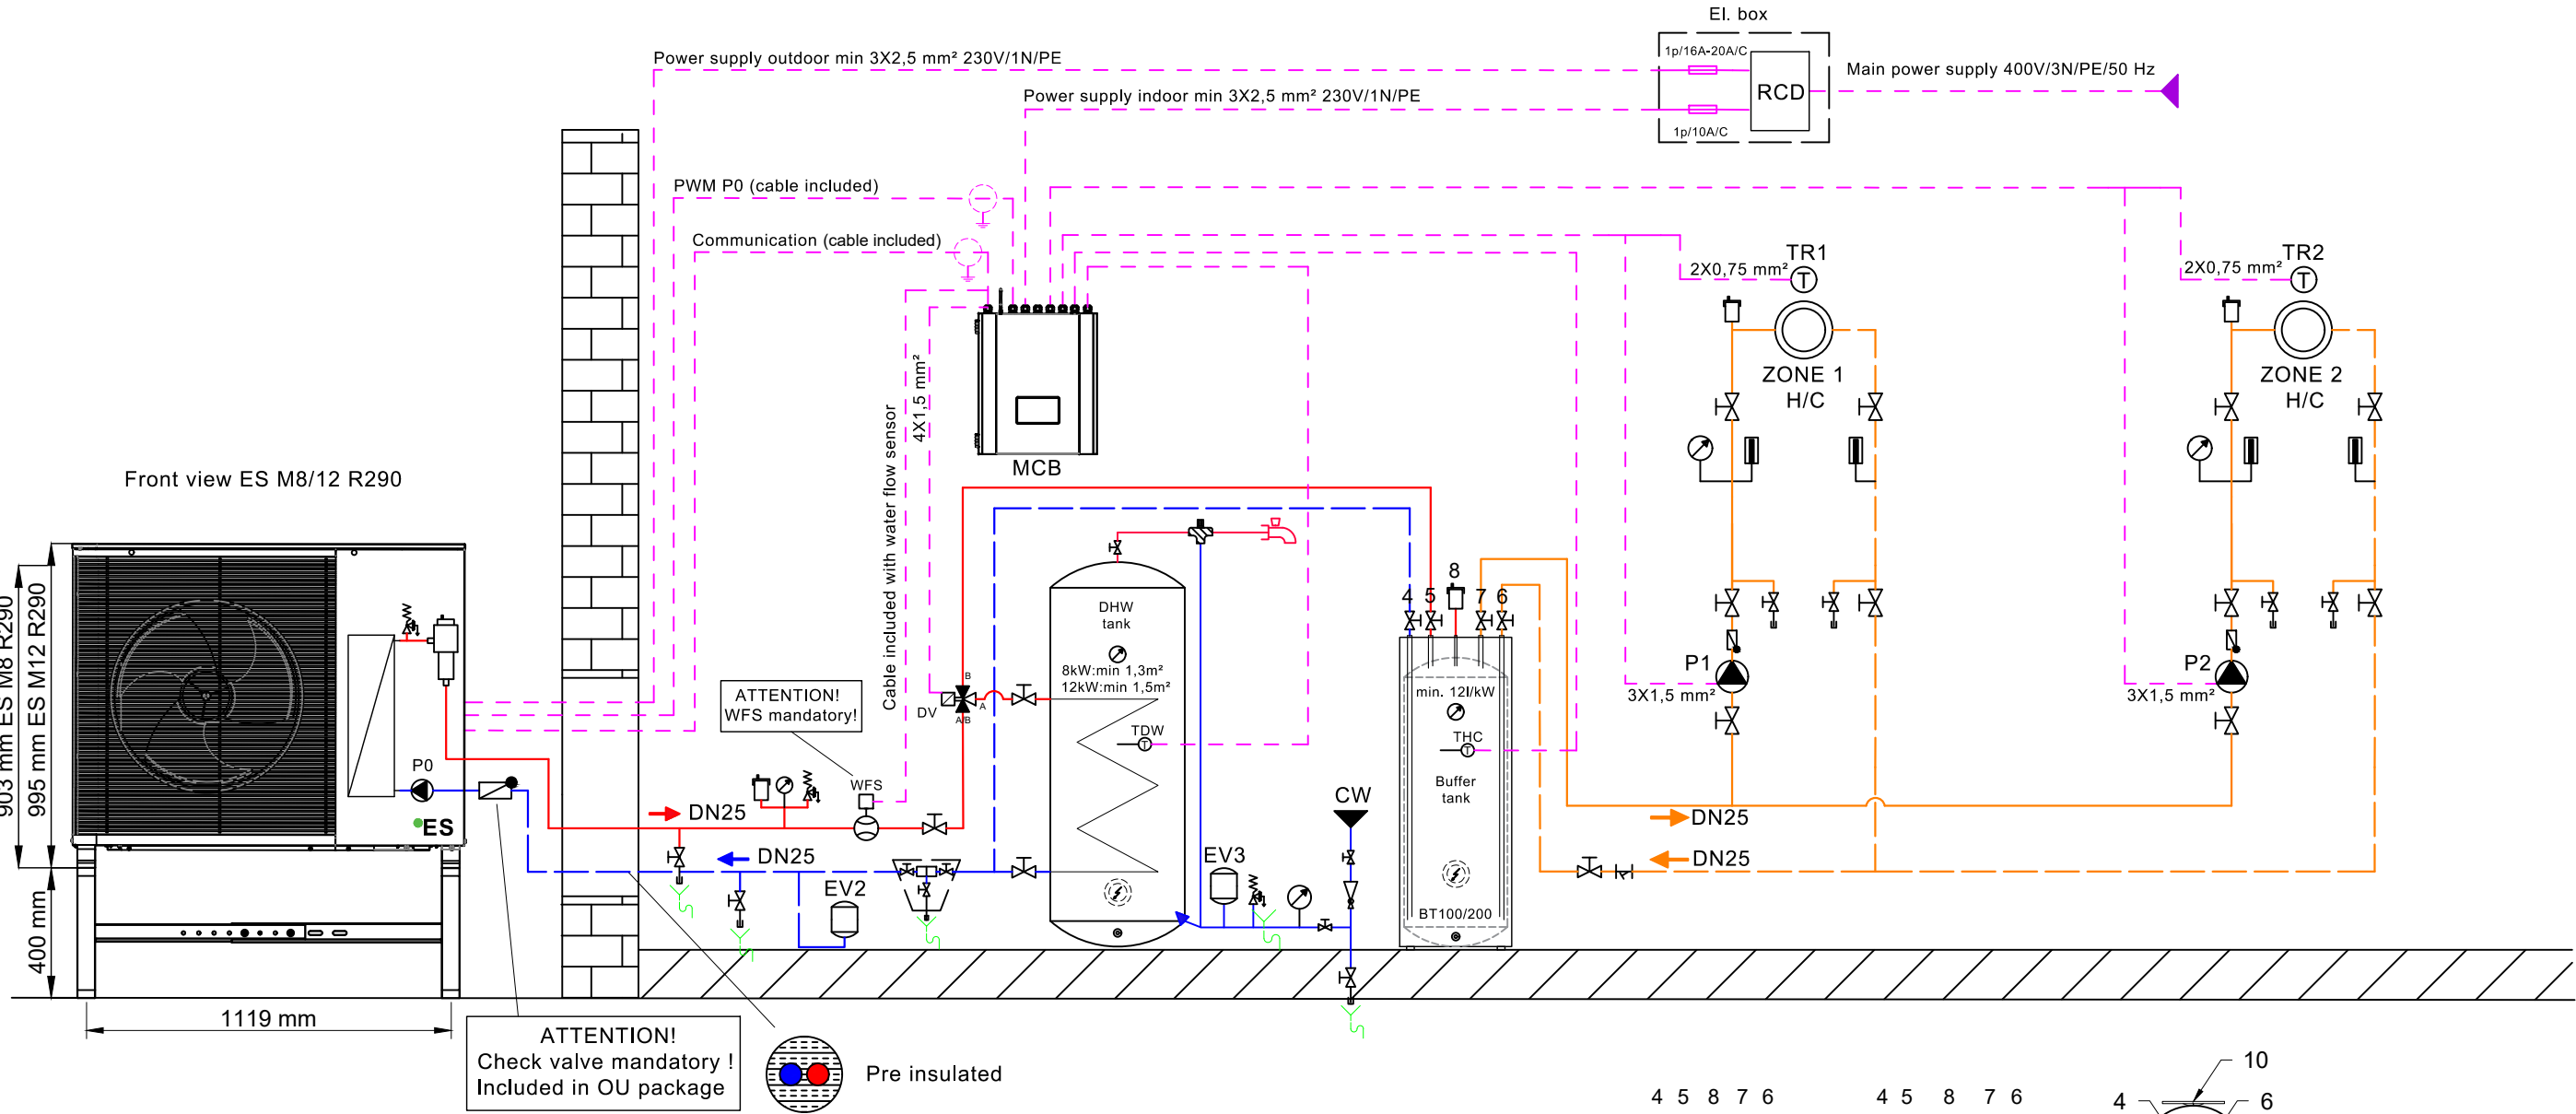 El. box
1p/16A-20A/C
Power supply outdoor min 3X2,5 mm² 230V/1N/PE
Main power supply 400V/3N/PE/50 Hz
RCD
Power supply indoor min 3X2,5 mm² 230V/1N/PE
1p/10A/C
PWM P0 (cable included)
Communication (cable included)
TR1
2X0,75 mm²
T
TR2
2X0,75 mm²
T
ZONE 1
H/C
ZONE 2
H/C
4X1,5 mm²
Cable included with water flow sensor
MCB
Front view ES M8/12 R290
903 mm ES M8 R290
995 mm ES M12 R290
400 mm
1119 mm
P0
ES
ATTENTION!
WFS mandatory!
WFS
DV
B
A
A/B
DHW
tank
8kW:min 1,3m²
12kW:min 1,5m²
TDW
T
4 5 8 7 6
min. 12l/kW
THC
T
Buffer
tank
BT100/200
P1
3X1,5 mm²
P2
3X1,5 mm²
DN25
DN25
DN25
DN25
EV2
EV3
CW
ATTENTION!
Check valve mandatory !
Included in OU package
Pre insulated
4 5 8 7 6
4 5 8 7 6
10
4
6